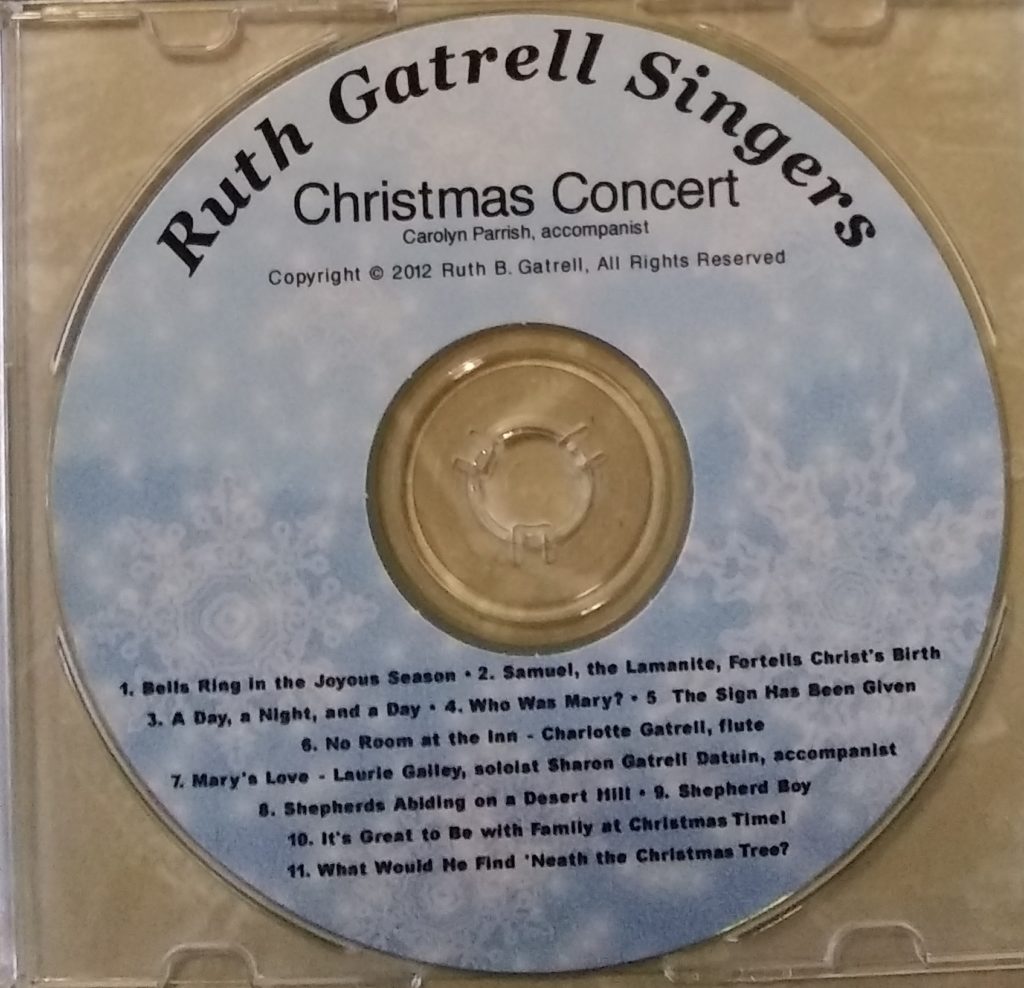 Ruth Gatrell Singers
Christmas Concert
Carolyn Parrish, accompanist
Copyright © 2012 Ruth B. Gatrell, All Rights Reserved
1. Bells Ring in the Joyous Season • 2. Samuel, the Lamanite, Fortells Christ's Birth
3. A Day, a Night, and a Day • 4. Who Was Mary? • 5 The Sign Has Been Given
6. No Room at the Inn - Charlotte Gatrell, flute
7. Mary's Love - Laurie Galley, soloist Sharon Gatrell Datuin, accompanist
8. Shepherds Abiding on a Desert Hill • 9. Shepherd Boy
10. It's Great to Be with Family at Christmas Time!
11. What Would He Find 'Neath the Christmas Tree?